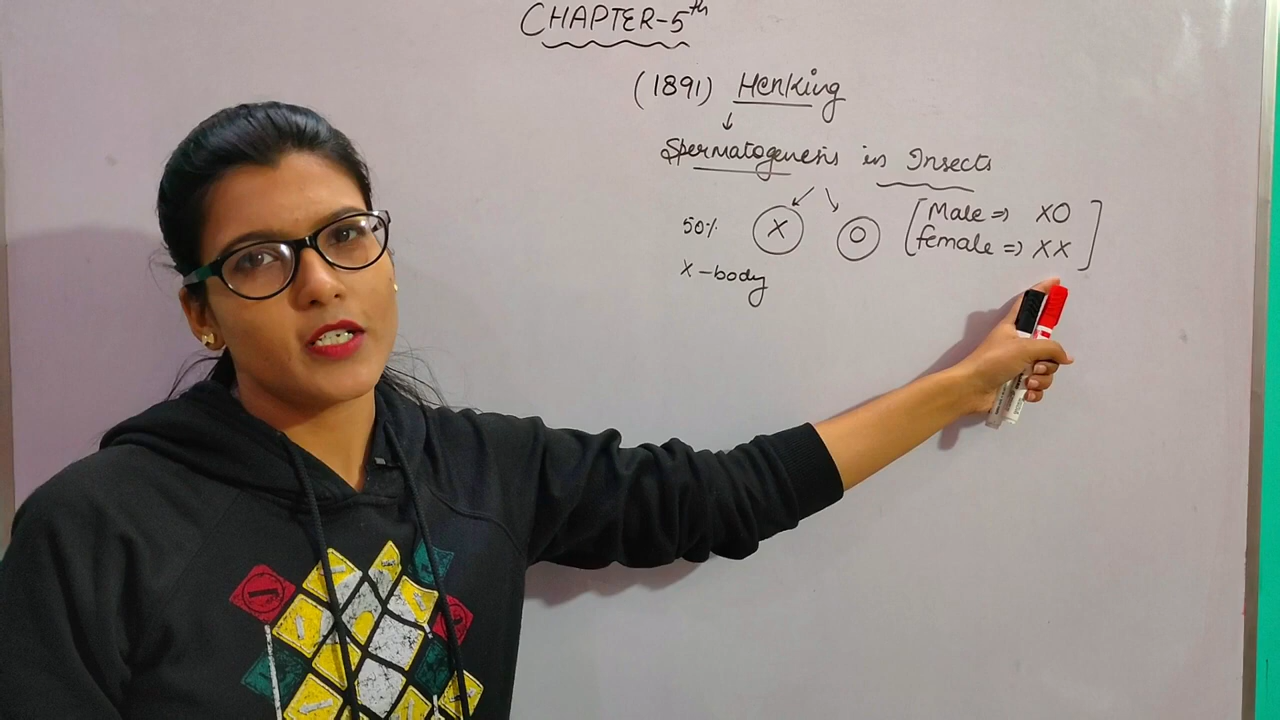 CHAPTER-5th
(1891) Henking
↓
Spermatogenesis in Insects
50% X O [Male ⇒ XO
female ⇒ XX]
X-body